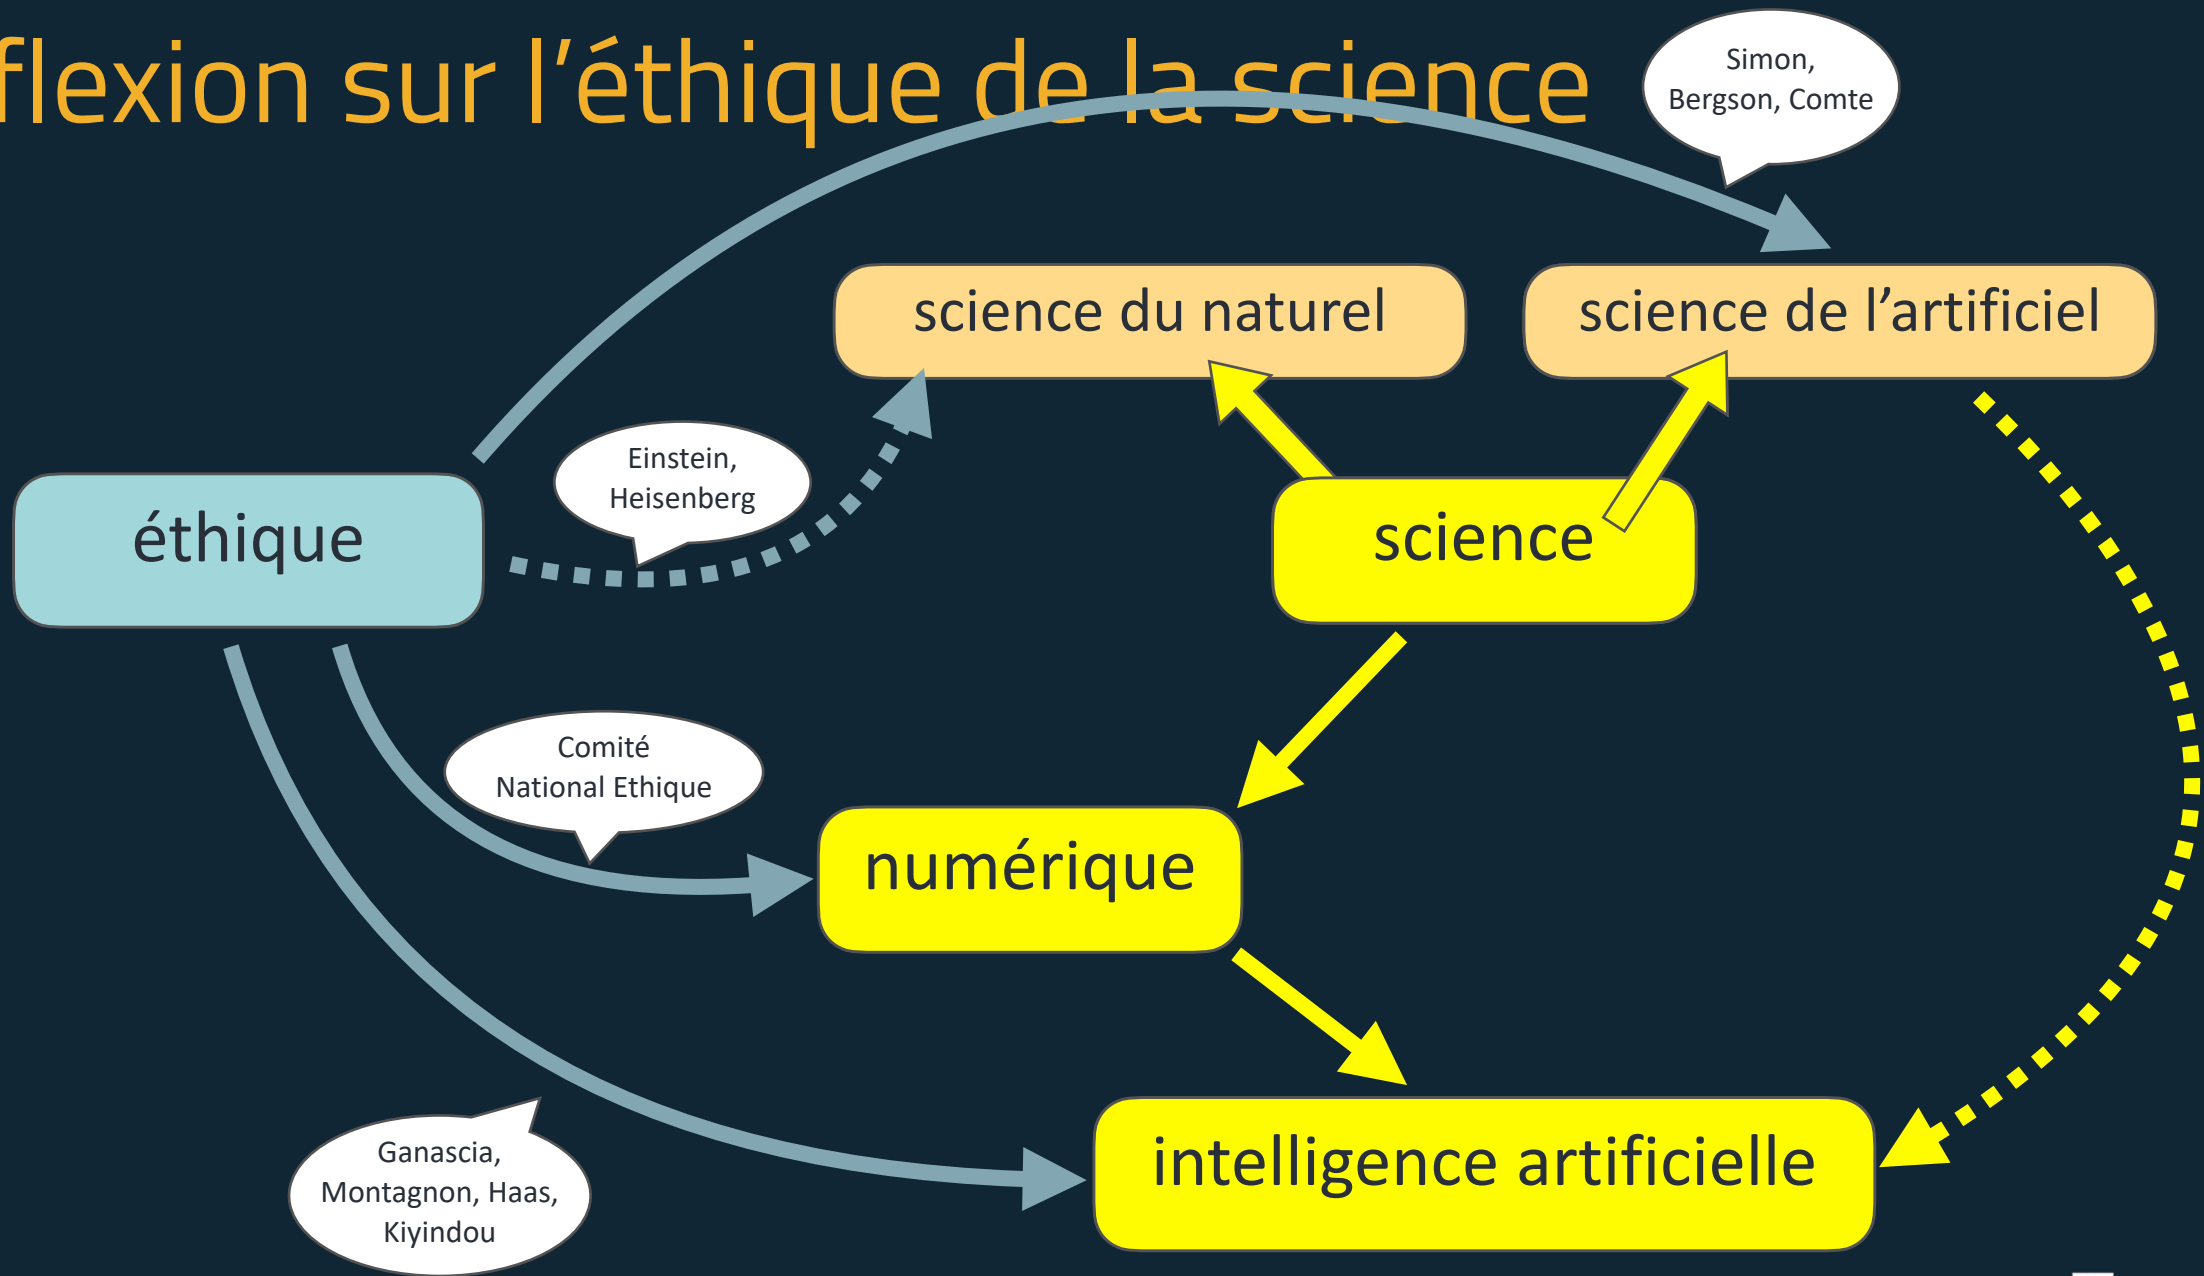 flexion sur l’éthique de la science
Simon,
Bergson, Comte
science du naturel
science de l’artificiel
Einstein,
Heisenberg
éthique
science
Comité
National Ethique
numérique
Ganascia,
Montagnon, Haas,
Kiyindou
intelligence artificielle